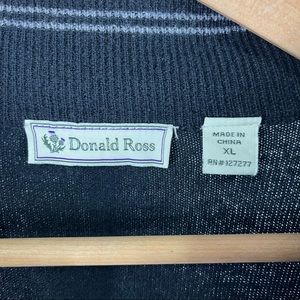 Donald Ross
MADE IN
CHINA
XL
RN#127277